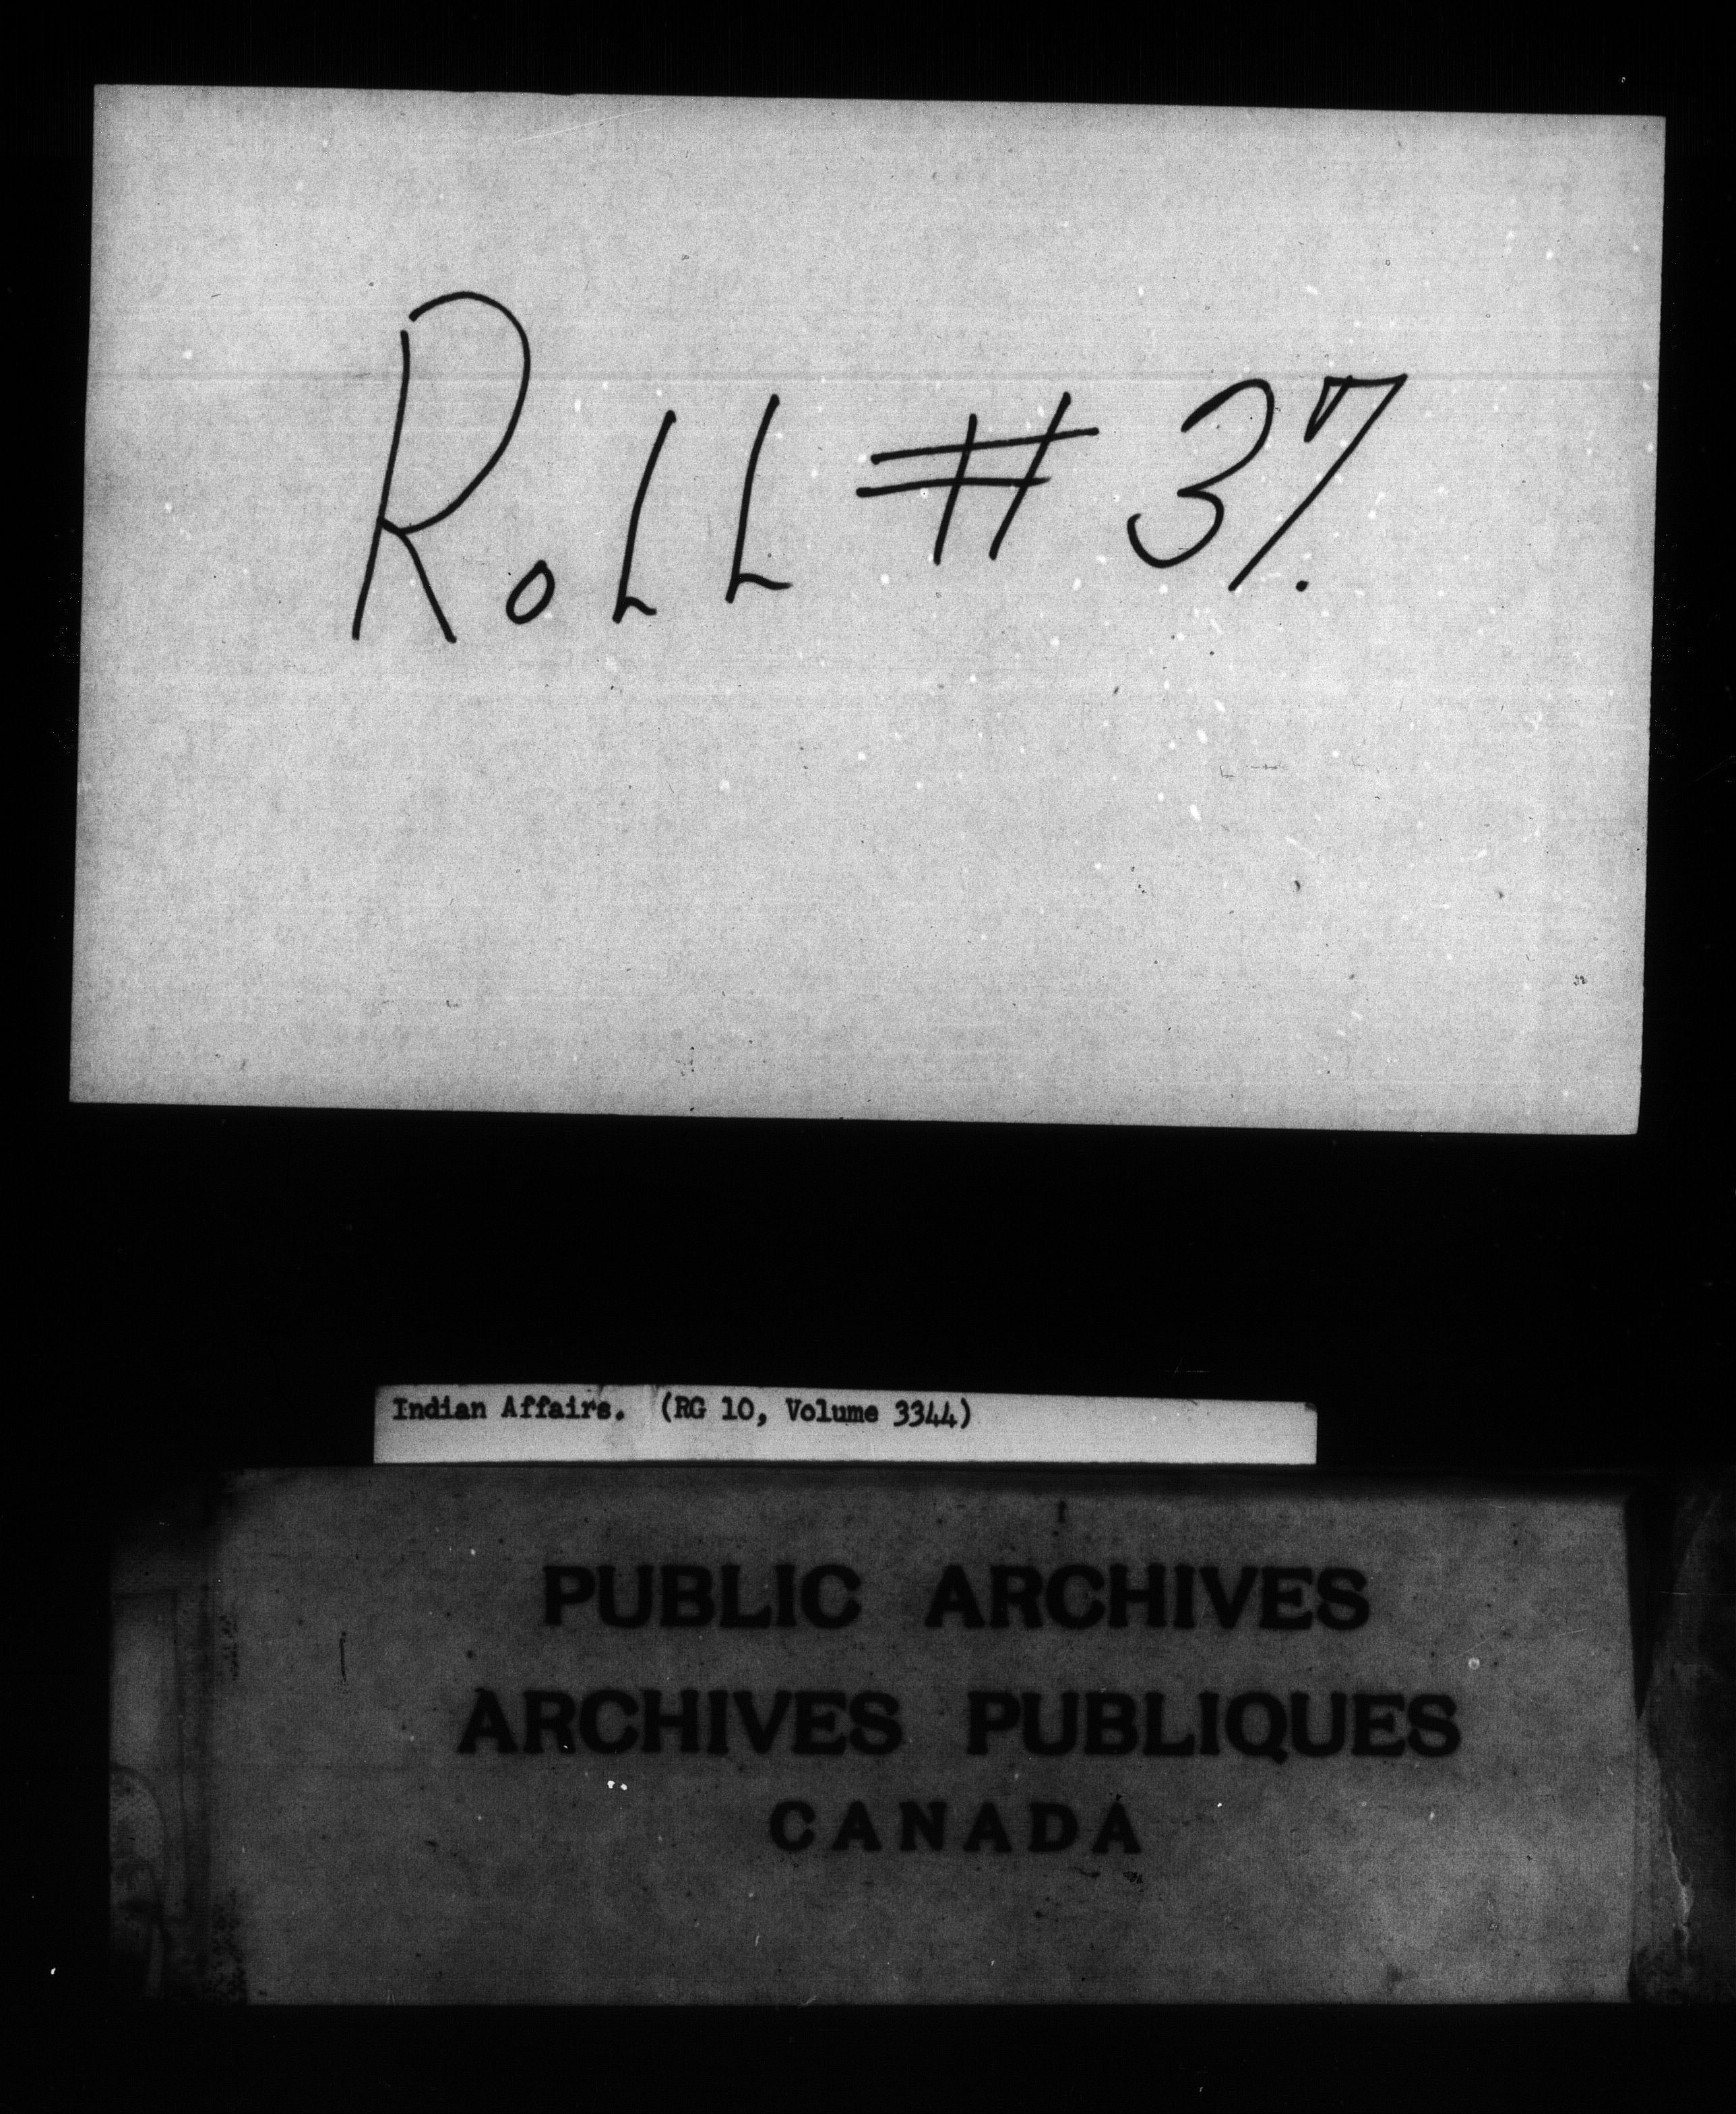 RoLL # 37.
Indian Affairs. (RG 10, Volume 3344)
PUBLIC ARCHIVES
ARCHIVES PUBLIQUES
CANADA